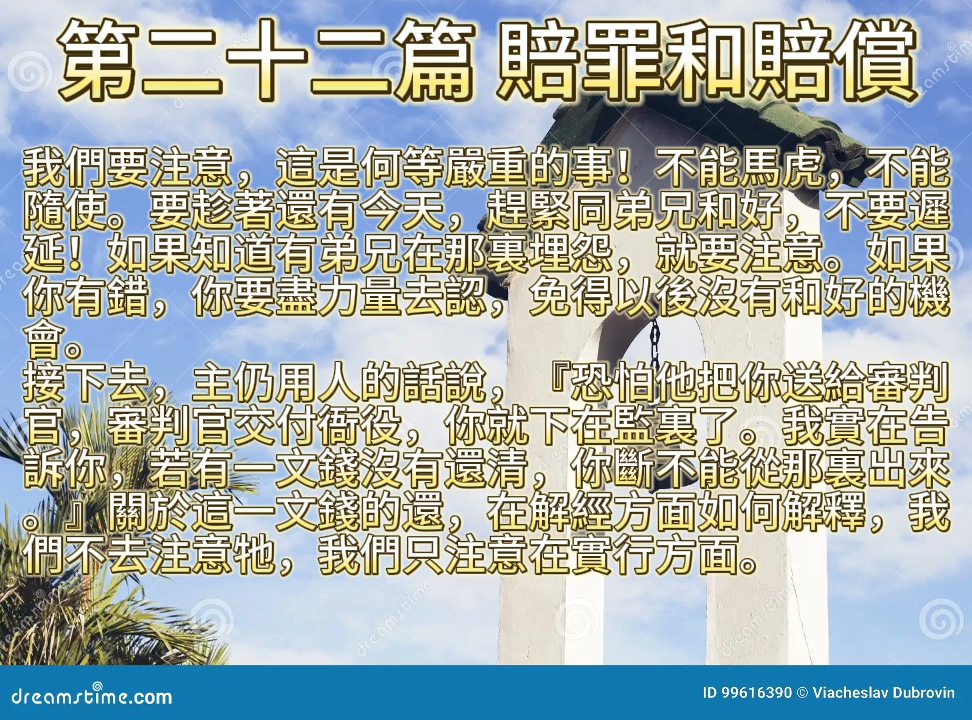 第二十二篇 賠罪和賠償
我們要注意，這是何等嚴重的事！不能馬虎，不能
隨使。要趁著還有今天，趕緊同弟兄和好，不要遲
延！如果知道有弟兄在那裏埋怨，就要注意。如果
你有錯，你要盡力量去認，免得以後沒有和好的機
會。
接下去，主仍用人的話說，『恐怕他把你送給審判
官，審判官交付衙役，你就下在監裏了。我實在告
訴你，若有一文錢沒有還清，你斷不能從那裏出來
。』關於這一文錢的還，在解經方面如何解釋，我
們不去注意牠，我們只注意在實行方面。
dreamstime.com
ID 99616390 © Viacheslav Dubrovin